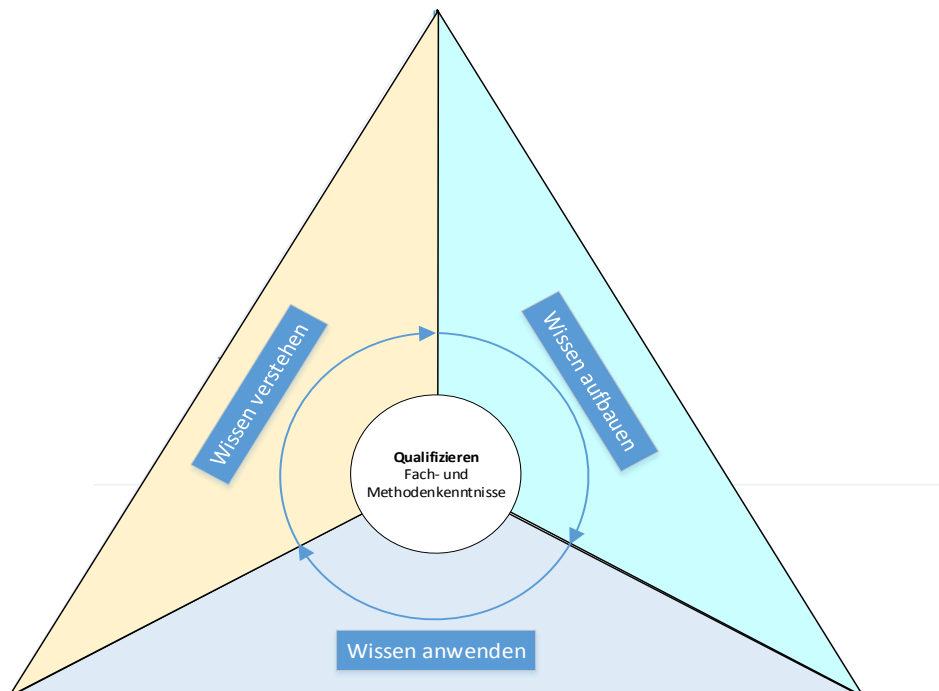 Wissen verstehen
Wissen aufbauen
Qualifizieren
Fach- und
Methodenkenntnisse
Wissen anwenden